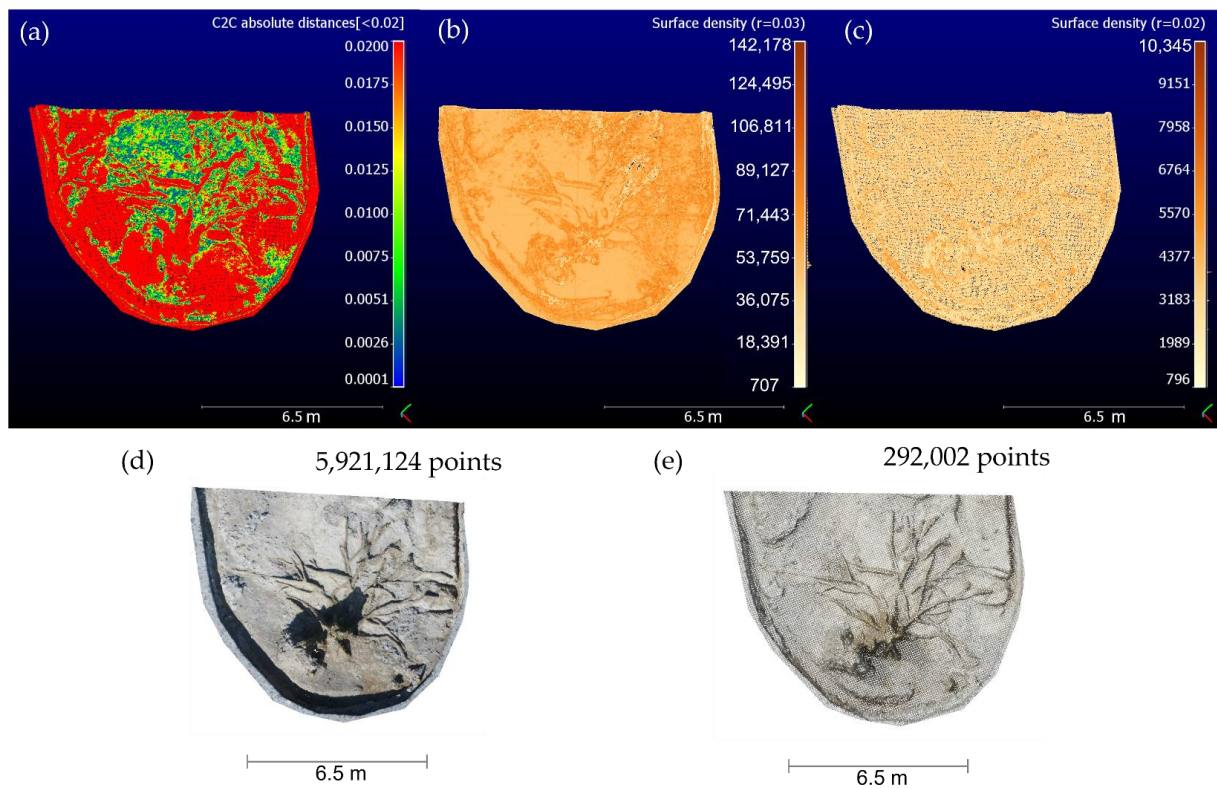 (a)
C2C absolute distances[<0.02)
0.0200
0.0175
0.0150
0.0125
0.0100
0.0075
0.0051
0.0026
0.0001
6.5 m
(b)
Surface density (r=0.03)
142,178
124,495
106,811
89,127
71,443
53,759
36,075
18,391
707
6.5 m
(c)
Surface density (r=0.02)
10,345
9151
7958
6764
5570
4377
3183
1989
796
6.5 m
(d)
5,921,124 points
6.5 m
(e)
292,002 points
6.5 m